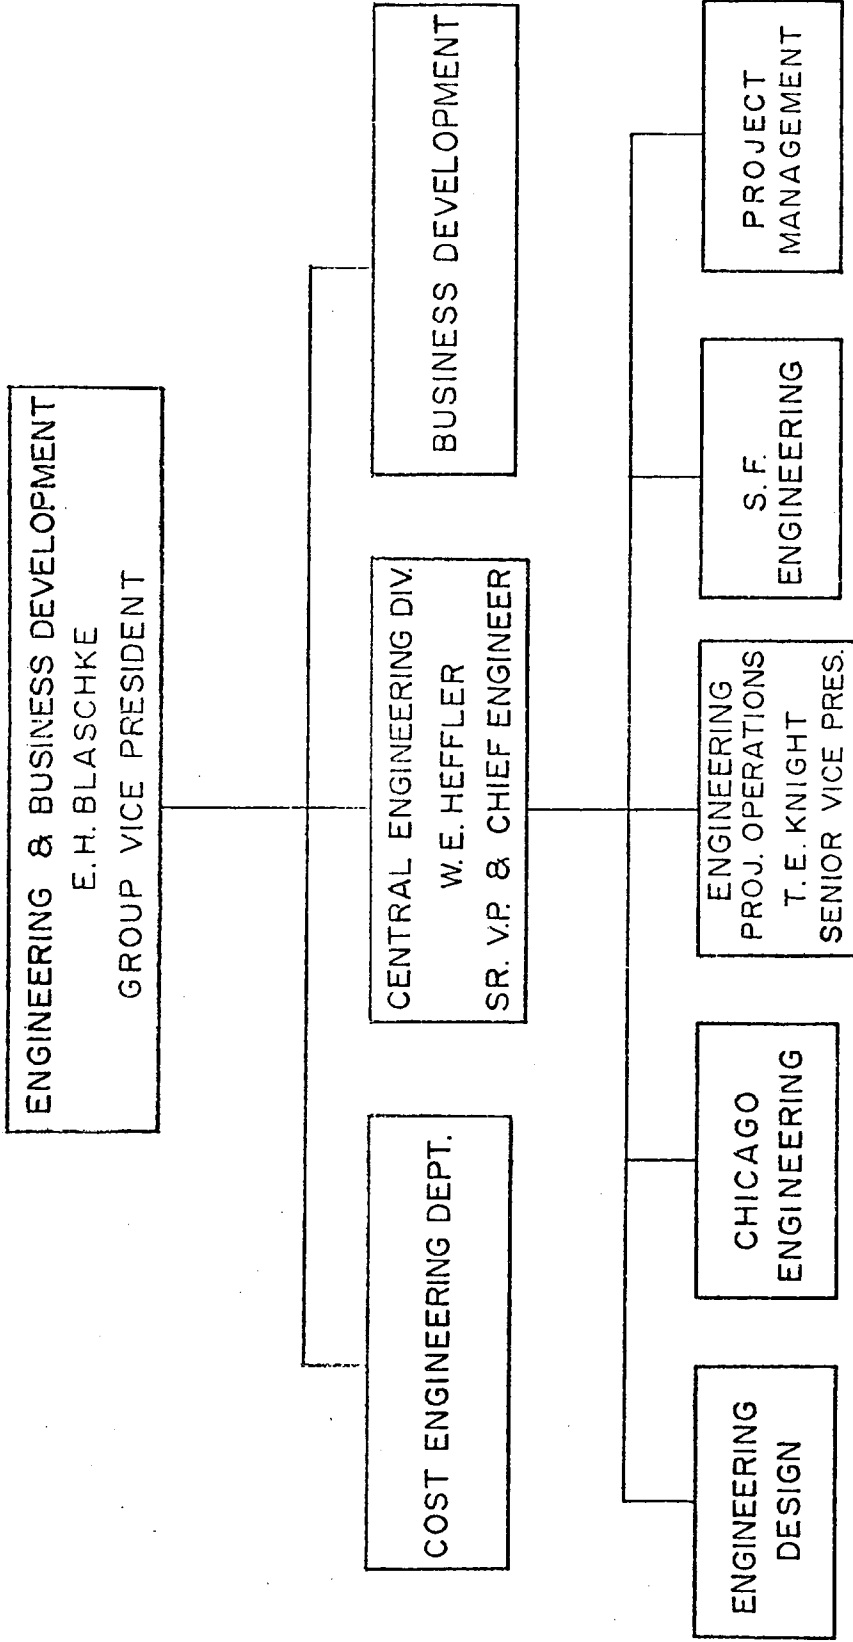 ENGINEERING & BUSINESS DEVELOPMENT
E. H. BLASCHKE
GROUP VICE PRESIDENT
COST ENGINEERING DEPT.
CENTRAL ENGINEERING DIV.
W. E. HEFFLER
SR. V.P. & CHIEF ENGINEER
BUSINESS DEVELOPMENT
ENGINEERING
DESIGN
CHICAGO
ENGINEERING
ENGINEERING
PROJ. OPERATIONS
T. E. KNIGHT
SENIOR VICE PRES.
S. F.
ENGINEERING
PROJECT
MANAGEMENT